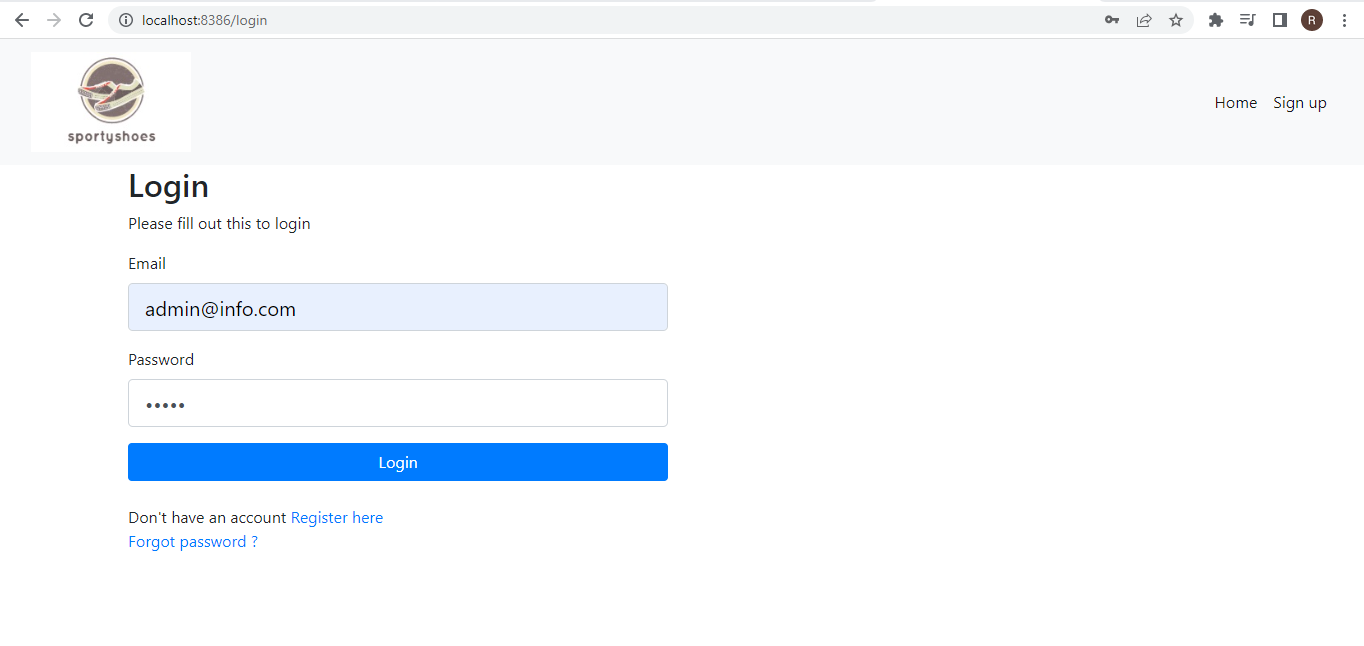 localhost:8386/login
R
sportyshoes
Home Sign up
Login
Please fill out this to login
Email
admin@info.com
Password
•••••
Login
Don't have an account Register here
Forgot password ?